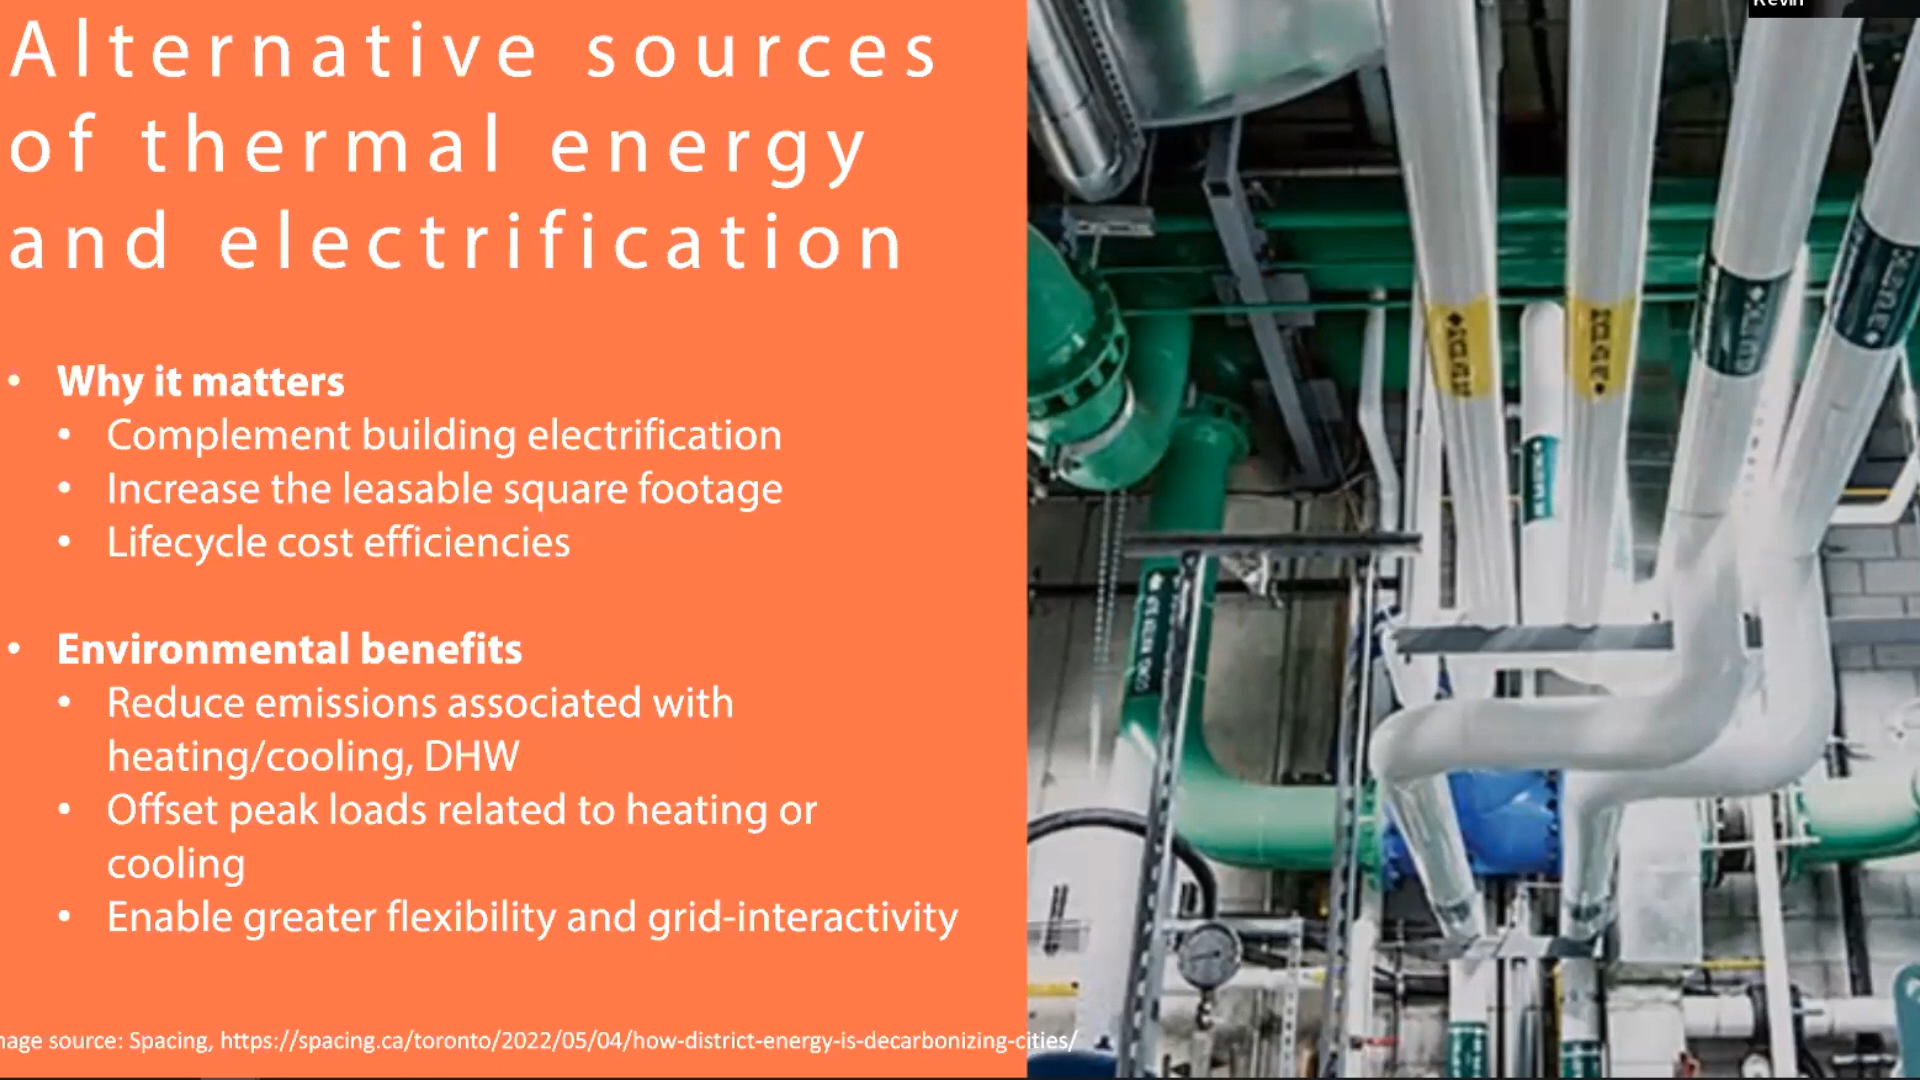 Kevin
Alternative sources
of thermal energy
and electrification
• Why it matters
• Complement building electrification
• Increase the leasable square footage
• Lifecycle cost efficiencies
• Environmental benefits
• Reduce emissions associated with
heating/cooling, DHW
• Offset peak loads related to heating or
cooling
• Enable greater flexibility and grid-interactivity
mage source: Spacing, https://spacing.ca/toronto/2022/05/04/how-district-energy-is-decarbonizing-cities/